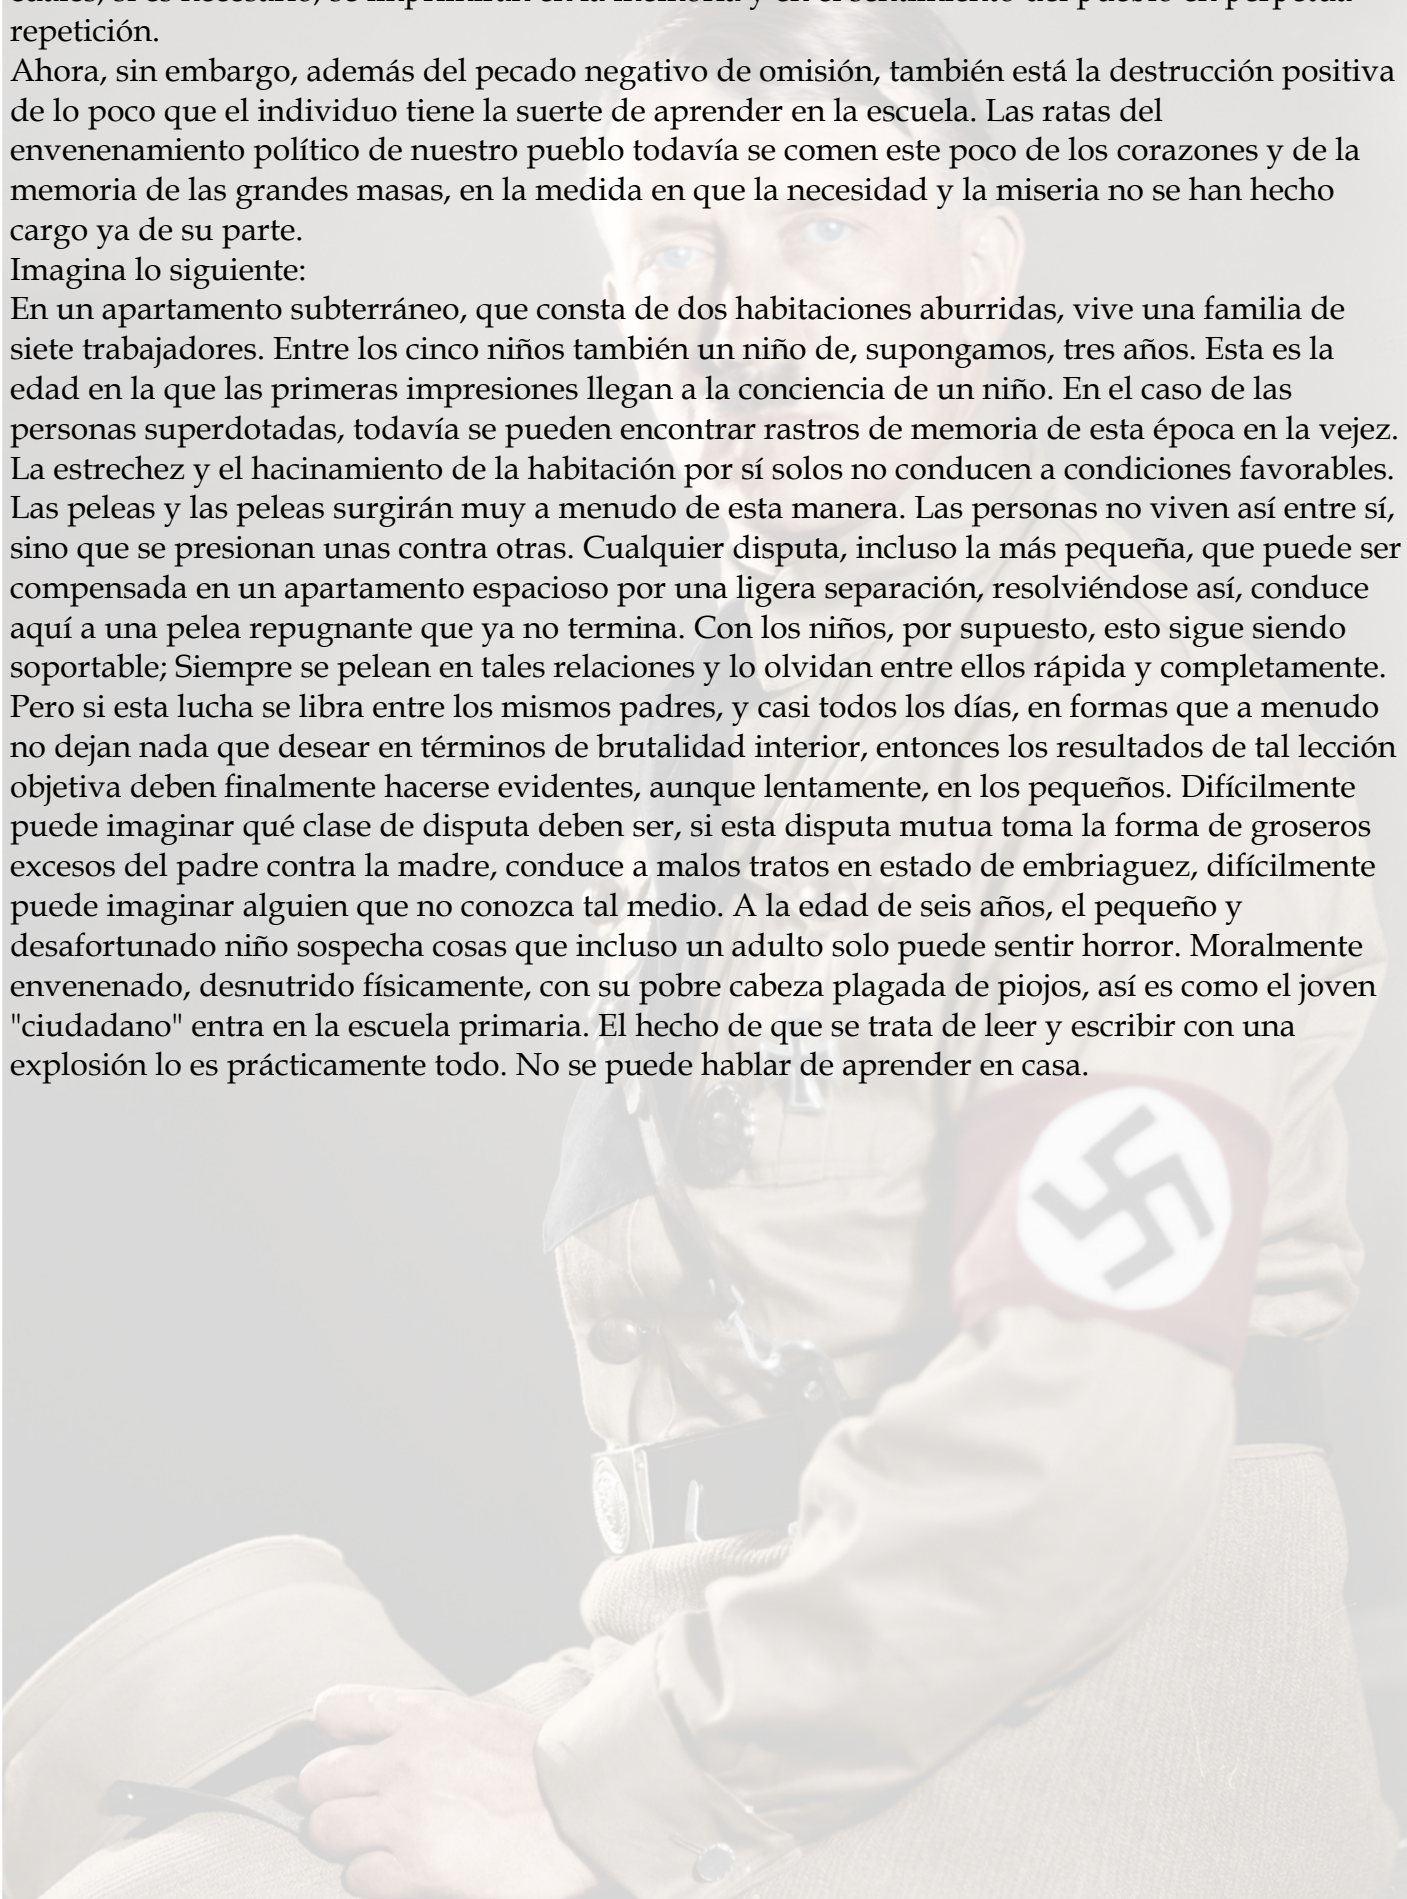 repetición.
Ahora, sin embargo, además del pecado negativo de omisión, también está la destrucción positiva
de lo poco que el individuo tiene la suerte de aprender en la escuela. Las ratas del
envenenamiento político de nuestro pueblo todavía se comen este poco de los corazones y de la
memoria de las grandes masas, en la medida en que la necesidad y la miseria no se han hecho
cargo ya de su parte.
Imagina lo siguiente:
En un apartamento subterráneo, que consta de dos habitaciones aburridas, vive una familia de
siete trabajadores. Entre los cinco niños también un niño de, supongamos, tres años. Esta es la
edad en la que las primeras impresiones llegan a la conciencia de un niño. En el caso de las
personas superdotadas, todavía se pueden encontrar rastros de memoria de esta época en la vejez.
La estrechez y el hacinamiento de la habitación por sí solos no conducen a condiciones favorables.
Las peleas y las peleas surgirán muy a menudo de esta manera. Las personas no viven así entre sí,
sino que se presionan unas contra otras. Cualquier disputa, incluso la más pequeña, que puede ser
compensada en un apartamento espacioso por una ligera separación, resolviéndose así, conduce
aquí a una pelea repugnante que ya no termina. Con los niños, por supuesto, esto sigue siendo
soportable; Siempre se pelean en tales relaciones y lo olvidan entre ellos rápida y completamente.
Pero si esta lucha se libra entre los mismos padres, y casi todos los días, en formas que a menudo
no dejan nada que desear en términos de brutalidad interior, entonces los resultados de tal lección
objetiva deben finalmente hacerse evidentes, aunque lentamente, en los pequeños. Difícilmente
puede imaginar qué clase de disputa deben ser, si esta disputa mutua toma la forma de groseros
excesos del padre contra la madre, conduce a malos tratos en estado de embriaguez, difícilmente
puede imaginar alguien que no conozca tal medio. A la edad de seis años, el pequeño y
desafortunado niño sospecha cosas que incluso un adulto solo puede sentir horror. Moralmente
envenenado, desnutrido físicamente, con su pobre cabeza plagada de piojos, así es como el joven
"ciudadano" entra en la escuela primaria. El hecho de que se trata de leer y escribir con una
explosión lo es prácticamente todo. No se puede hablar de aprender en casa.